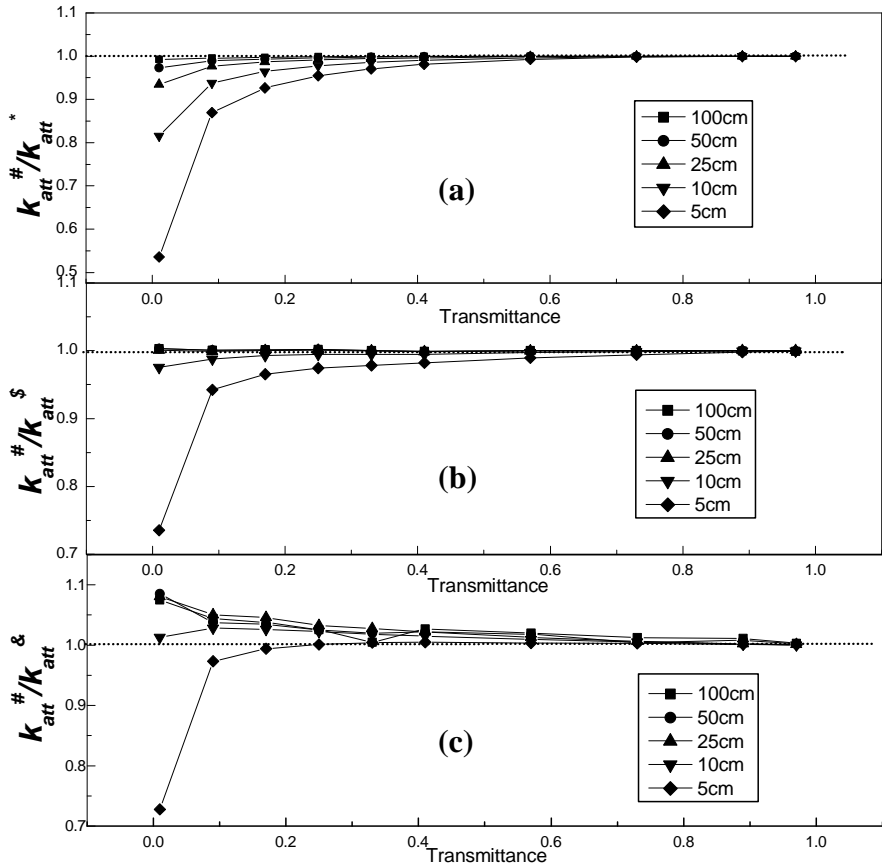 k_att^#/k_att^*
1.0
0.9
0.8
0.7
0.6
0.5
(a)
100cm
50cm
25cm
10cm
5cm
0.0 0.2 0.4 0.6 0.8 1.0
Transmittance
k_att^#/k_att^$
1.1
1.0
0.9
0.8
0.7
(b)
100cm
50cm
25cm
10cm
5cm
0.0 0.2 0.4 0.6 0.8 1.0
Transmittance
k_att^#/k_att^&
1.1
1.0
0.9
0.8
0.7
(c)
100cm
50cm
25cm
10cm
5cm
0.0 0.2 0.4 0.6 0.8 1.0
Transmittance